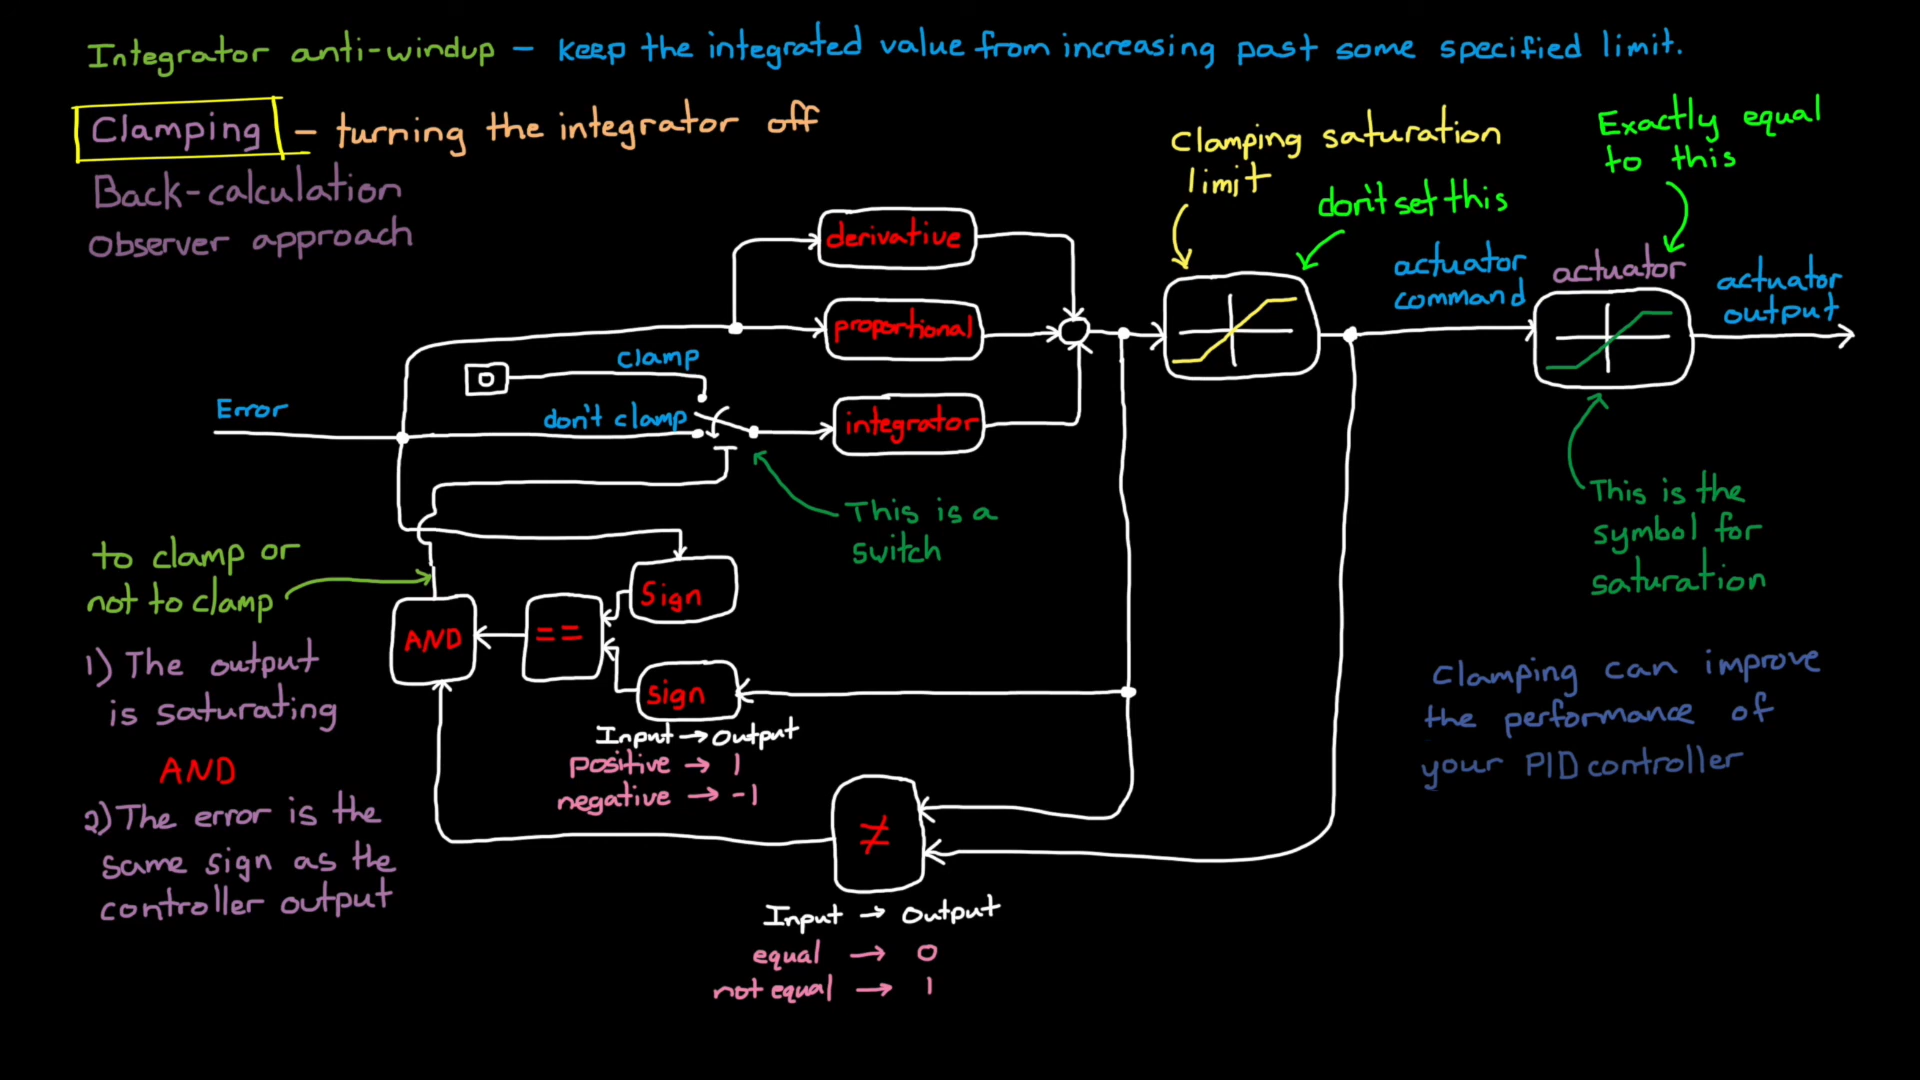 Integrator anti-windup - keep the integrated value from increasing past some specified limit.
Clamping - turning the integrator off
Back-calculation
observer approach
Clamping saturation
limit
don't set this
Exactly equal
to this
derivative
proportional
integrator
actuator
command
actuator
actuator
output
clamp
0
Error
don't clamp
This is a
switch
This is the
symbol for
saturation
to clamp or
not to clamp
AND
==
Sign
sign
Input → Output
positive → 1
negative → -1
1) The output
is saturating
AND
2) The error is the
same sign as the
controller output
≠
Input → Output
equal → 0
not equal → 1
Clamping can improve
the performance of
your PID controller